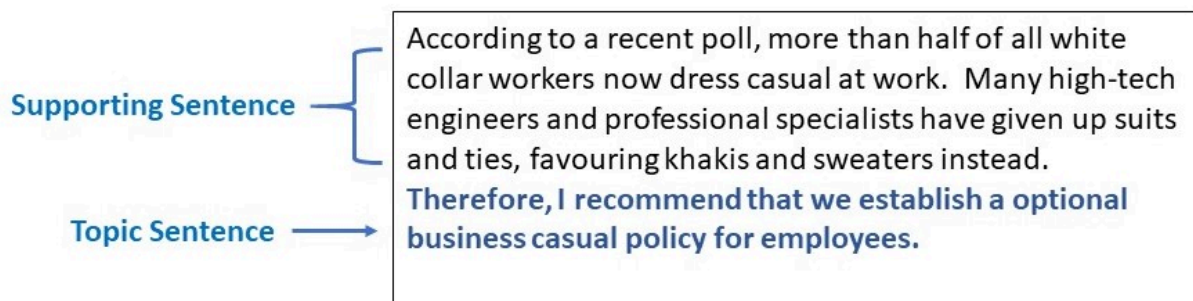 According to a recent poll, more than half of all white
collar workers now dress casual at work.  Many high-tech
engineers and professional specialists have given up suits
and ties, favouring khakis and sweaters instead.
Therefore, I recommend that we establish a optional
business casual policy for employees.
Supporting Sentence
Topic Sentence